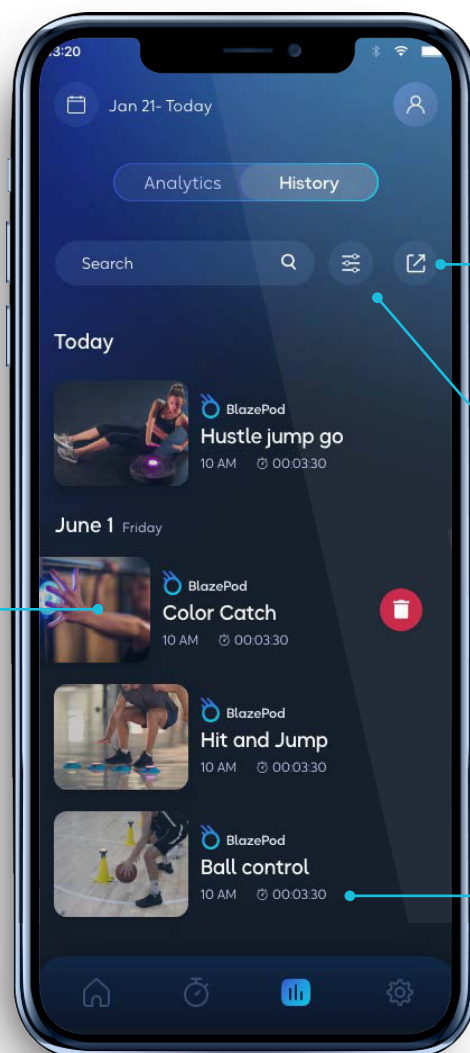 3:20
Jan 21- Today
Analytics
History
Search
Today
BlazePod
Hustle jump go
10 AM 00:03:30
June 1 Friday
BlazePod
Color Catch
10 AM 00:03:30
BlazePod
Hit and Jump
10 AM 00:03:30
BlazePod
Ball control
10 AM 00:03:30